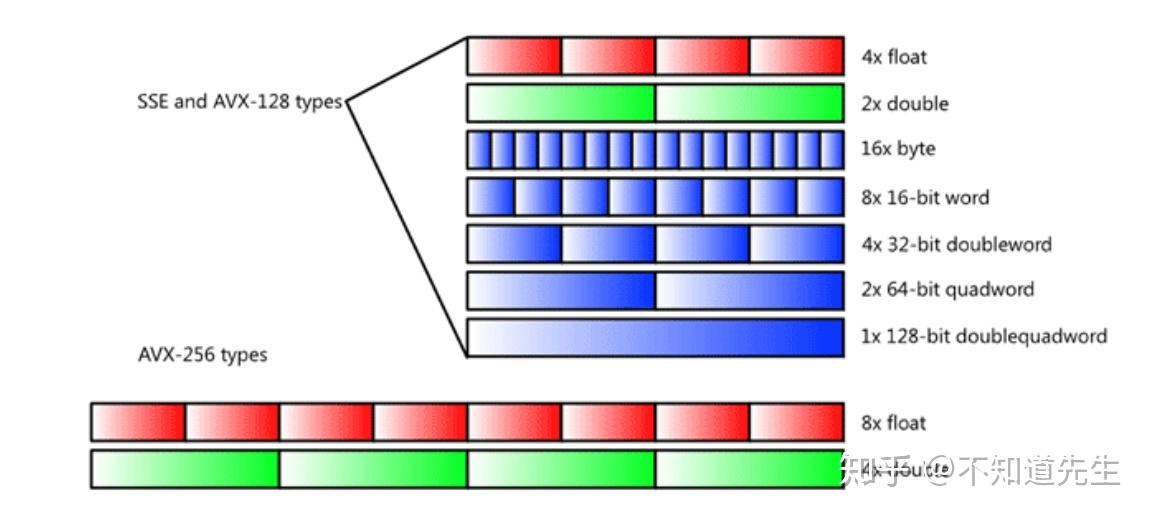 4x float
SSE and AVX-128 types
2x double
16x byte
8x 16-bit word
4x 32-bit doubleword
2x 64-bit quadword
1x 128-bit doublequadword
AVX-256 types
8x float
4x double
知乎 @不知道先生